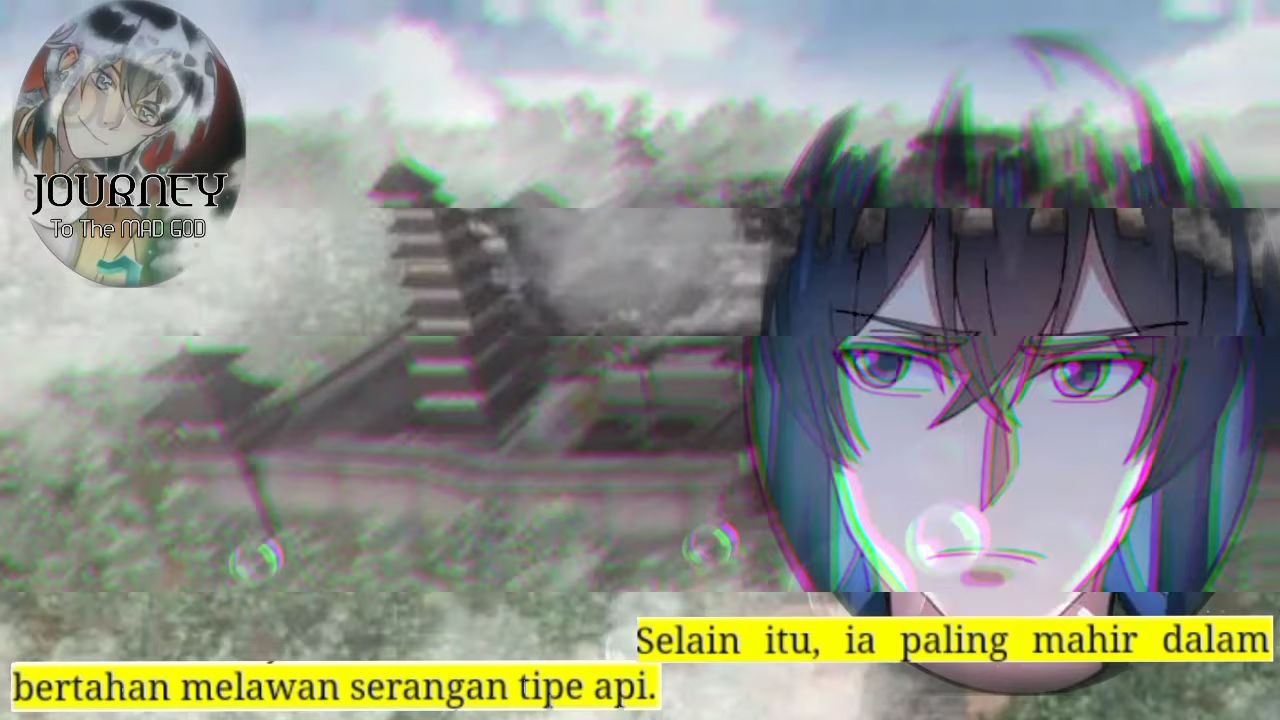 JOURNEY
To The MAD GOD
Selain itu, ia paling mahir dalam
bertahan melawan serangan tipe api.